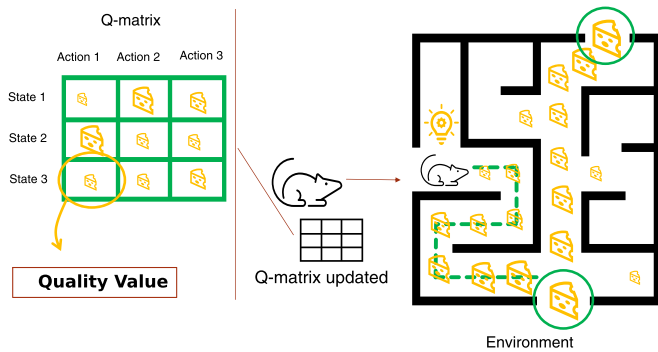 Q-matrix
Action 1 Action 2 Action 3
State 1
State 2
State 3
Quality Value
Q-matrix updated
Environment